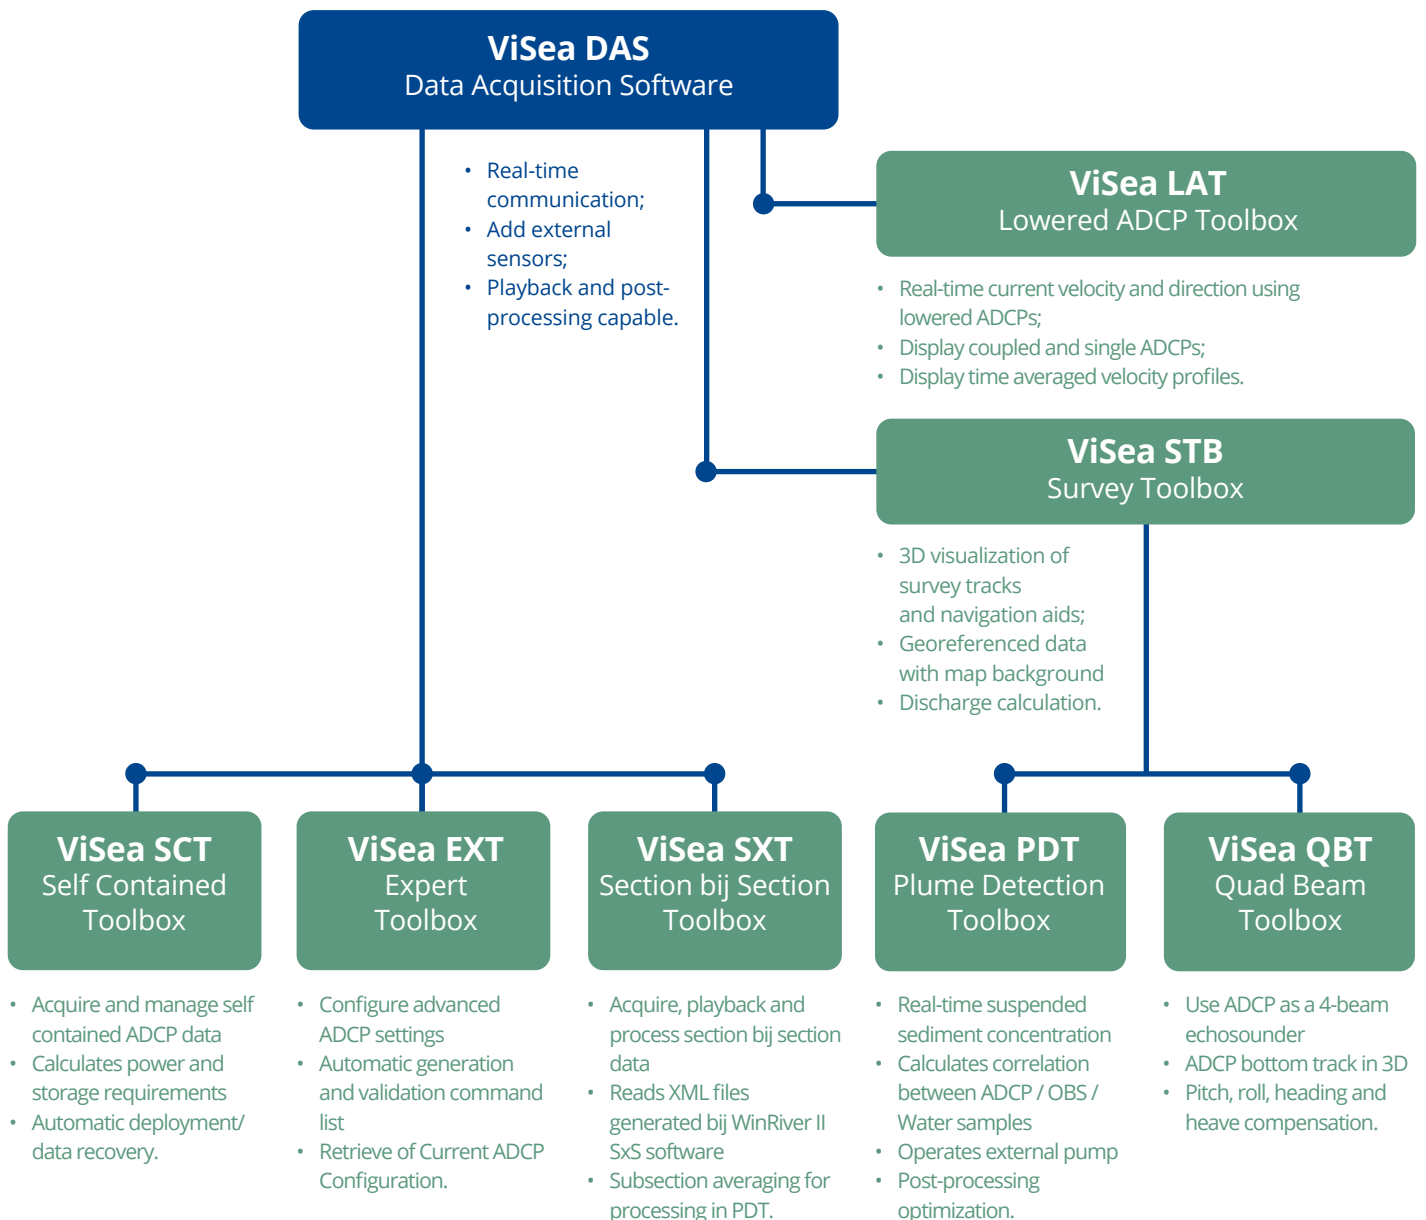 ViSea DAS
Data Acquisition Software
• Real-time
communication;
• Add external
sensors;
• Playback and post-
processing capable.
ViSea LAT
Lowered ADCP Toolbox
• Real-time current velocity and direction using
lowered ADCPs;
• Display coupled and single ADCPs;
• Display time averaged velocity profiles.
ViSea STB
Survey Toolbox
• 3D visualization of
survey tracks
and navigation aids;
• Georeferenced data
with map background
• Discharge calculation.
ViSea SCT
Self Contained
Toolbox
• Acquire and manage self
contained ADCP data
• Calculates power and
storage requirements
• Automatic deployment/
data recovery.
ViSea EXT
Expert
Toolbox
• Configure advanced
ADCP settings
• Automatic generation
and validation command
list
• Retrieve of Current ADCP
Configuration.
ViSea SXT
Section bij Section
Toolbox
• Acquire, playback and
process section bij section
data
• Reads XML files
generated bij WinRiver II
SxS software
• Subsection averaging for
processing in PDT.
ViSea PDT
Plume Detection
Toolbox
• Real-time suspended
sediment concentration
• Calculates correlation
between ADCP / OBS /
Water samples
• Operates external pump
• Post-processing
optimization.
ViSea QBT
Quad Beam
Toolbox
• Use ADCP as a 4-beam
echosounder
• ADCP bottom track in 3D
• Pitch, roll, heading and
heave compensation.